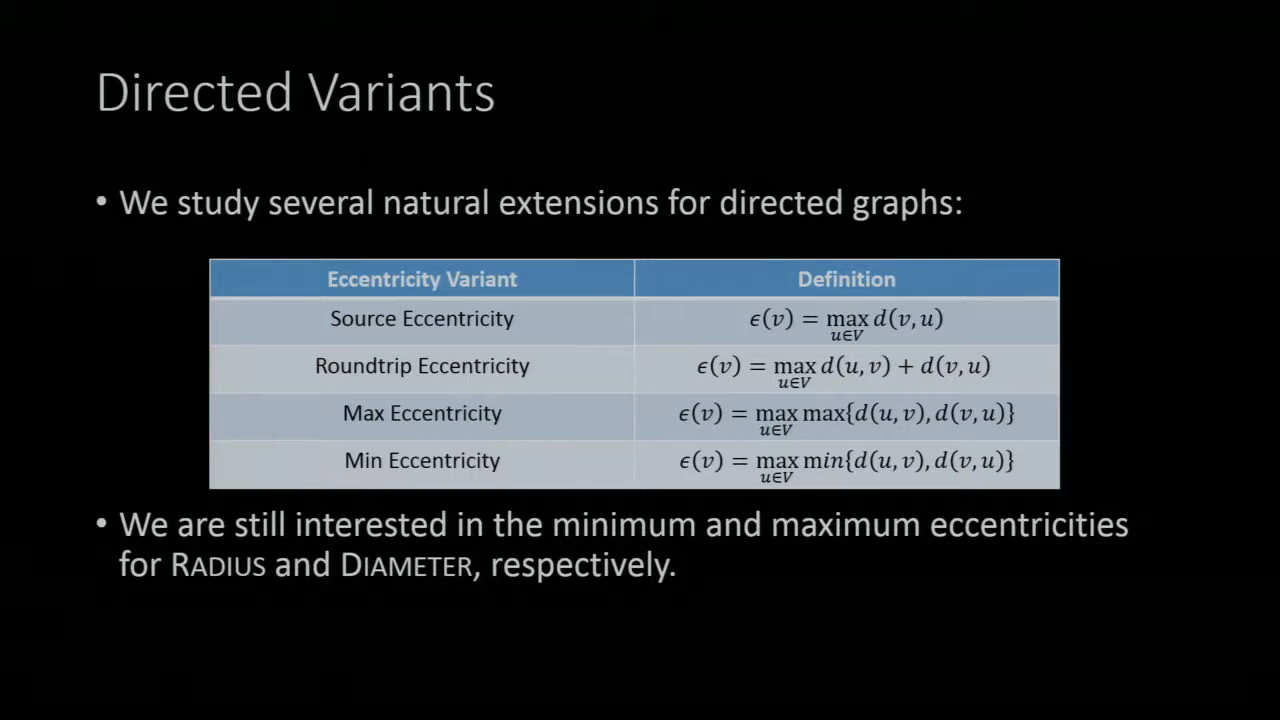 Directed Variants
• We study several natural extensions for directed graphs:
Eccentricity Variant Definition
Source Eccentricity ϵ(v) = max d(v, u)
u∈V
Roundtrip Eccentricity ϵ(v) = max d(u, v) + d(v, u)
u∈V
Max Eccentricity ϵ(v) = max max{d(u, v), d(v, u)}
u∈V
Min Eccentricity ϵ(v) = max min{d(u, v), d(v, u)}
u∈V
• We are still interested in the minimum and maximum eccentricities
for RADIUS and DIAMETER, respectively.